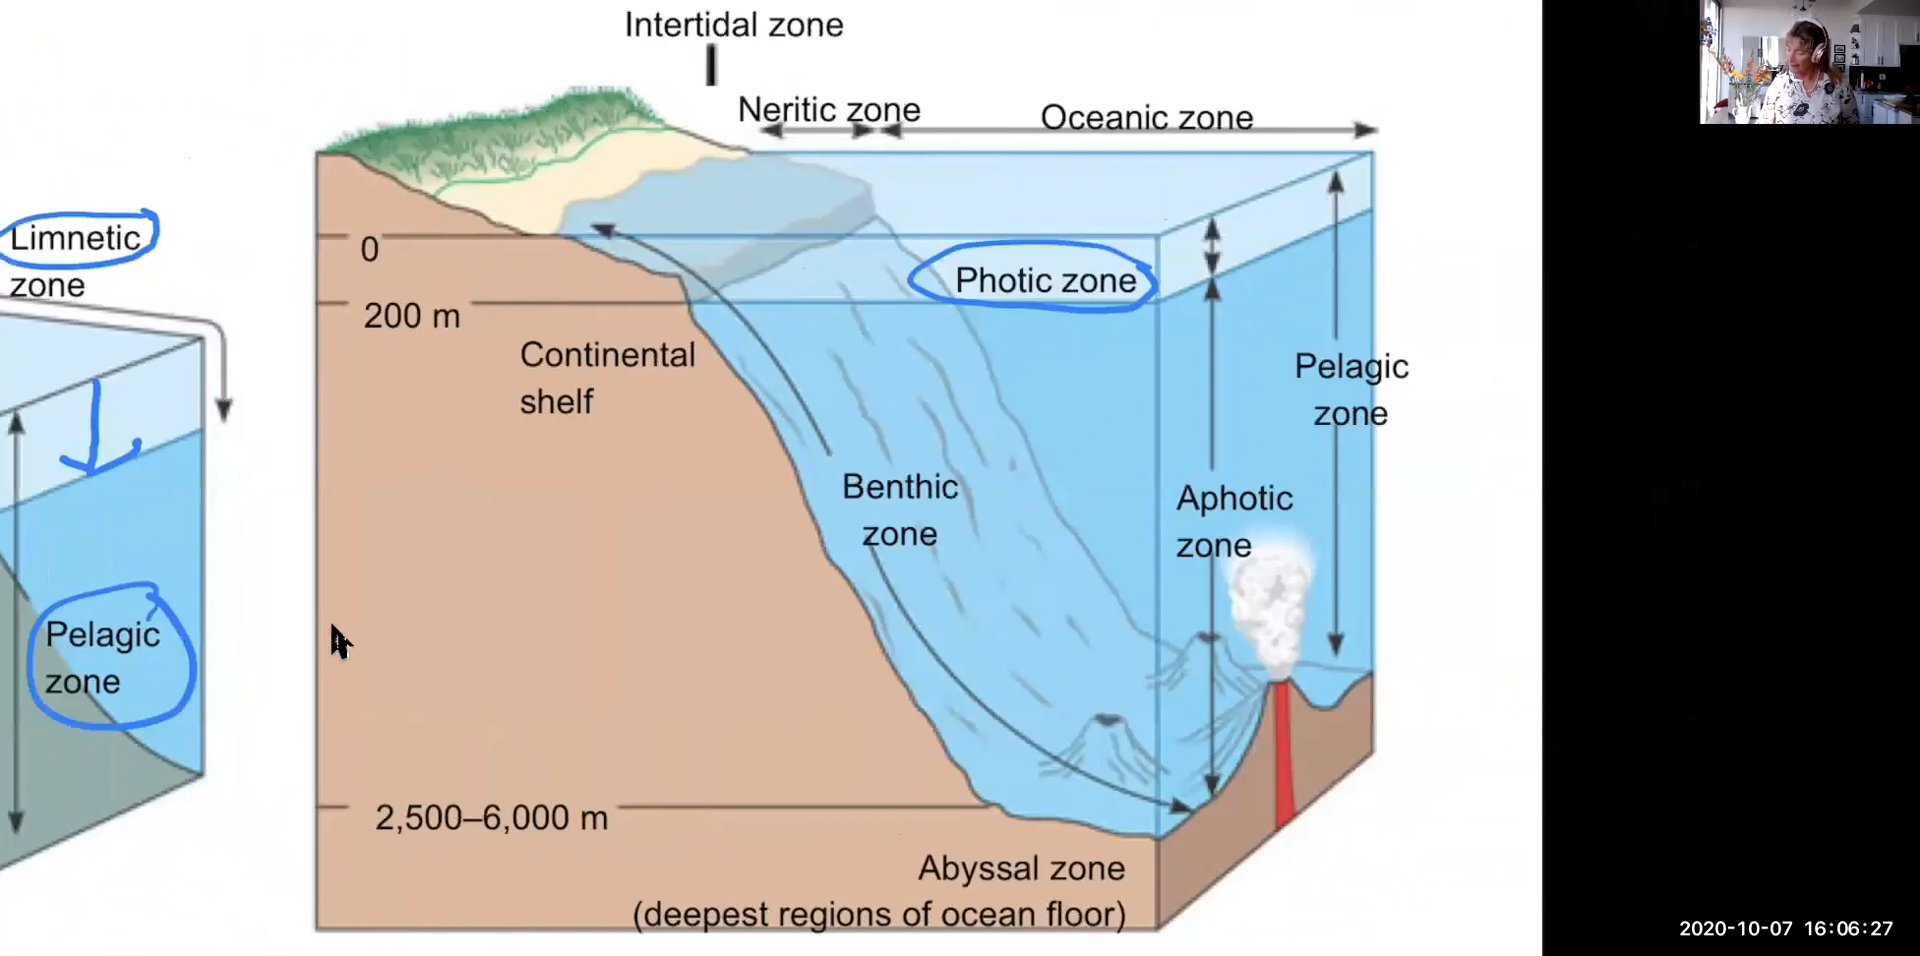 Intertidal zone
Neritic zone
Oceanic zone
Limnetic
zone
0
Photic zone
200 m
Continental
shelf
Pelagic
zone
Benthic
zone
Aphotic
zone
Pelagic
zone
2,500–6,000 m
Abyssal zone
(deepest regions of ocean floor)
2020-10-07 16:06:27